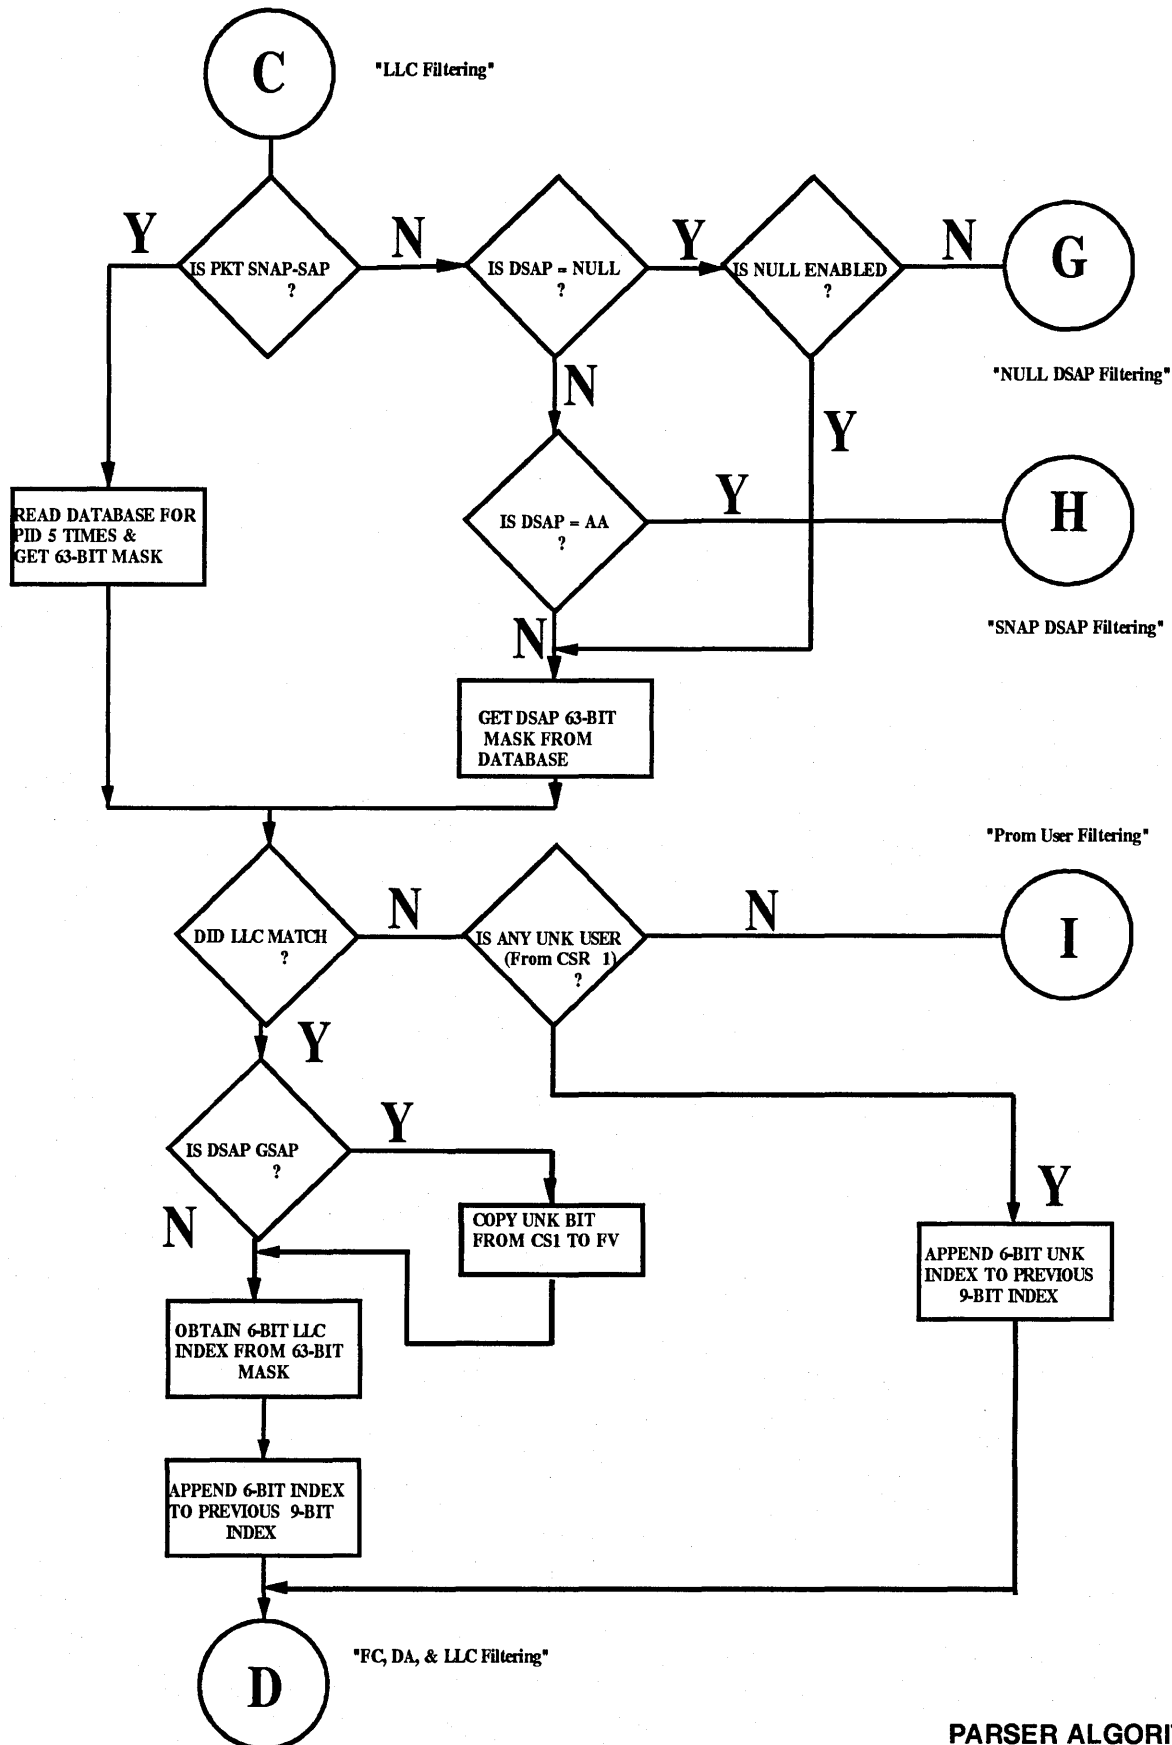 C
"LLC Filtering"
Y
IS PKT SNAP-SAP
?
N
IS DSAP = NULL
?
Y
IS NULL ENABLED
?
N
G
"NULL DSAP Filtering"
N
Y
READ DATABASE FOR
PID 5 TIMES &
GET 63-BIT MASK
IS DSAP = AA
?
Y
H
"SNAP DSAP Filtering"
N
GET DSAP 63-BIT
MASK FROM
DATABASE
"Prom User Filtering"
DID LLC MATCH
?
N
IS ANY UNK USER
(From CSR 1)
?
N
I
Y
IS DSAP GSAP
?
Y
N
COPY UNK BIT
FROM CS1 TO FV
Y
APPEND 6-BIT UNK
INDEX TO PREVIOUS
9-BIT INDEX
OBTAIN 6-BIT LLC
INDEX FROM 63-BIT
MASK
APPEND 6-BIT INDEX
TO PREVIOUS 9-BIT
INDEX
D
"FC, DA, & LLC Filtering"
PARSER ALGORI